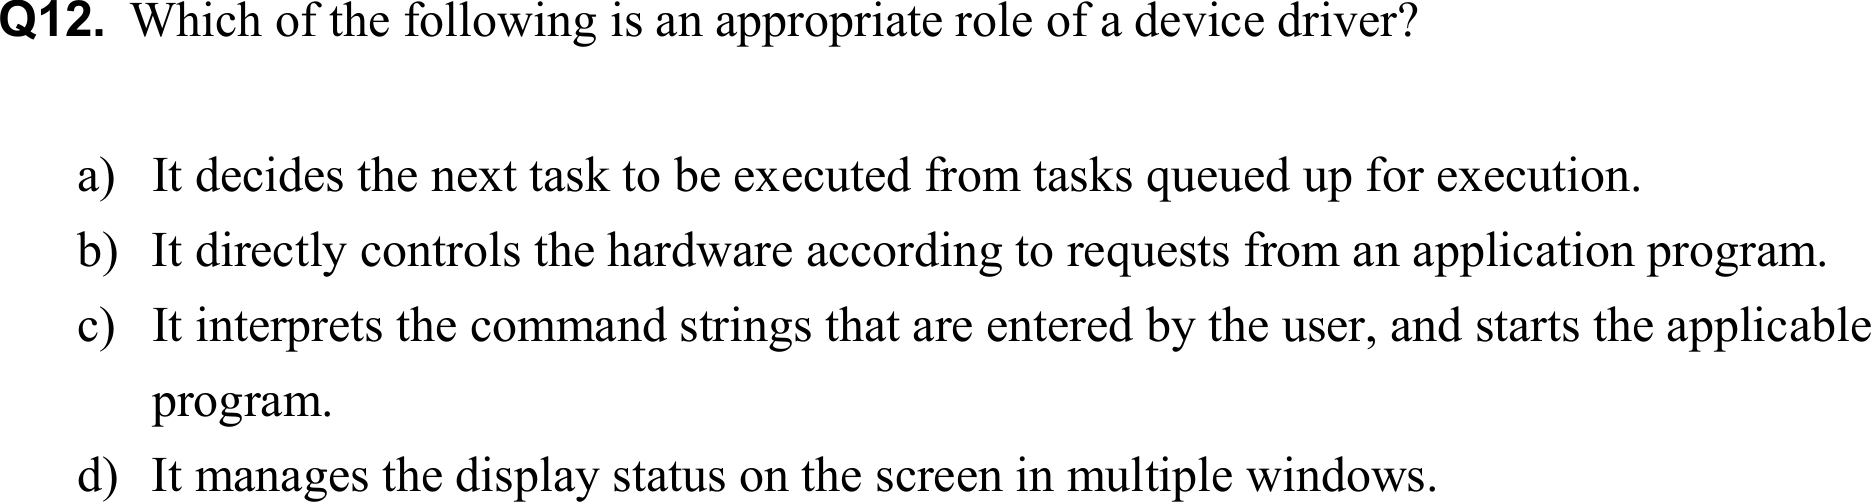 Q12. Which of the following is an appropriate role of a device driver?
a) It decides the next task to be executed from tasks queued up for execution.
b) It directly controls the hardware according to requests from an application program.
c) It interprets the command strings that are entered by the user, and starts the applicable
program.
d) It manages the display status on the screen in multiple windows.